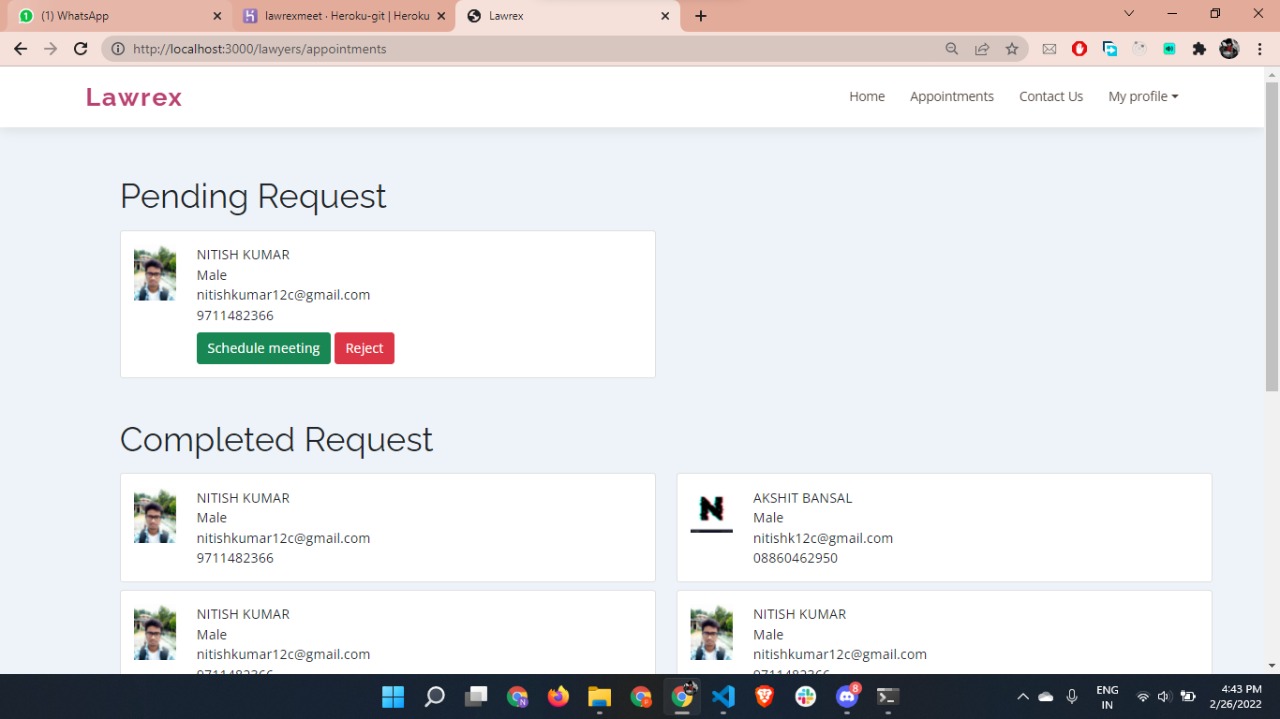 (1) WhatsApp
lawrexmeet · Heroku-git | Heroku
Lawrex
http://localhost:3000/lawyers/appointments
Lawrex
Home
Appointments
Contact Us
My profile
Pending Request
NITISH KUMAR
Male
nitishkumar12c@gmail.com
9711482366
Schedule meeting
Reject
Completed Request
NITISH KUMAR
Male
nitishkumar12c@gmail.com
9711482366
AKSHIT BANSAL
Male
nitishk12c@gmail.com
08860462950
NITISH KUMAR
Male
nitishkumar12c@gmail.com
9711482366
NITISH KUMAR
Male
nitishkumar12c@gmail.com
9711482366
ENG
IN
4:43 PM
2/26/2022